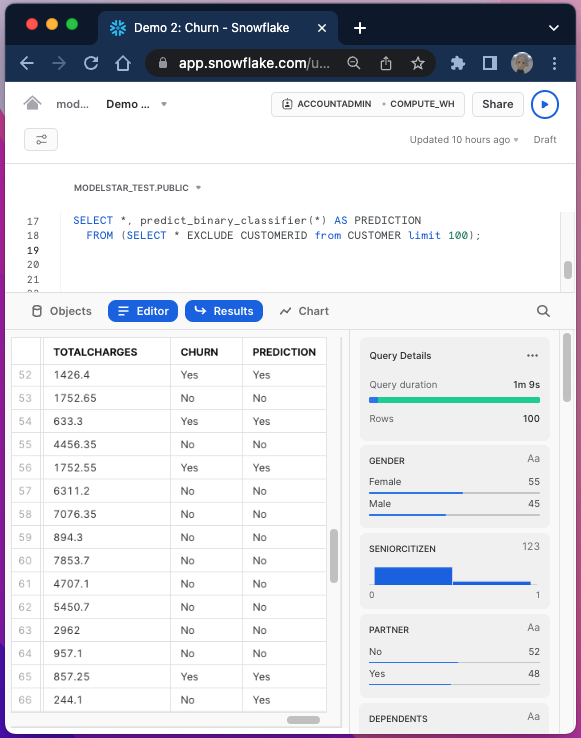 Demo 2: Churn - Snowflake
app.snowflake.com/u...
mod...
Demo ...
ACCOUNTADMIN
COMPUTE_WH
Share
Updated 10 hours ago
Draft
MODELSTAR_TEST.PUBLIC
17 SELECT *, predict_binary_classifier(*) AS PREDICTION
18 FROM (SELECT * EXCLUDE CUSTOMERID from CUSTOMER limit 100);
19
20
21
Objects
Editor
Results
Chart
TOTALCHARGES CHURN PREDICTION
52 1426.4 Yes Yes
53 1752.65 No No
54 633.3 Yes Yes
55 4456.35 No No
56 1752.55 Yes Yes
57 6311.2 No No
58 7076.35 No No
59 894.3 No No
60 7853.7 No No
61 4707.1 No No
62 5450.7 No No
63 2962 No No
64 957.1 No No
65 857.25 Yes Yes
66 244.1 No Yes
Query Details
Query duration 1m 9s
Rows 100
GENDER Aa
Female 55
Male 45
SENIORCITIZEN 123
0 1
PARTNER Aa
No 52
Yes 48
DEPENDENTS Aa